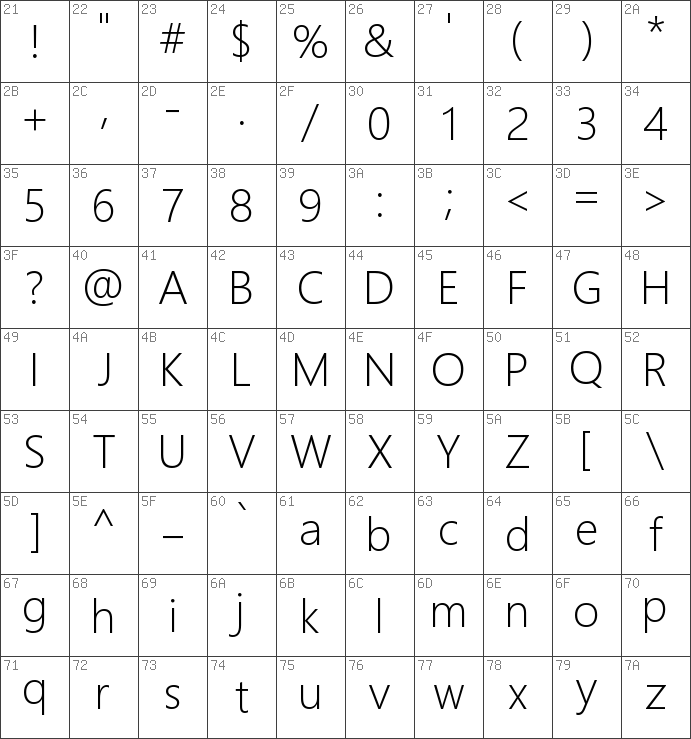 21 22 23 24 25 26 27 28 29 2A
! " # $ % & ' ( ) *
2B 2C 2D 2E 2F 30 31 32 33 34
+ , - . / 0 1 2 3 4
35 36 37 38 39 3A 3B 3C 3D 3E
5 6 7 8 9 : ; < = >
3F 40 41 42 43 44 45 46 47 48
? @ A B C D E F G H
49 4A 4B 4C 4D 4E 4F 50 51 52
I J K L M N O P Q R
53 54 55 56 57 58 59 5A 5B 5C
S T U V W X Y Z [ \
5D 5E 5F 60 61 62 63 64 65 66
] ^ _ ` a b c d e f
67 68 69 6A 6B 6C 6D 6E 6F 70
g h i j k l m n o p
71 72 73 74 75 76 77 78 79 7A
q r s t u v w x y z